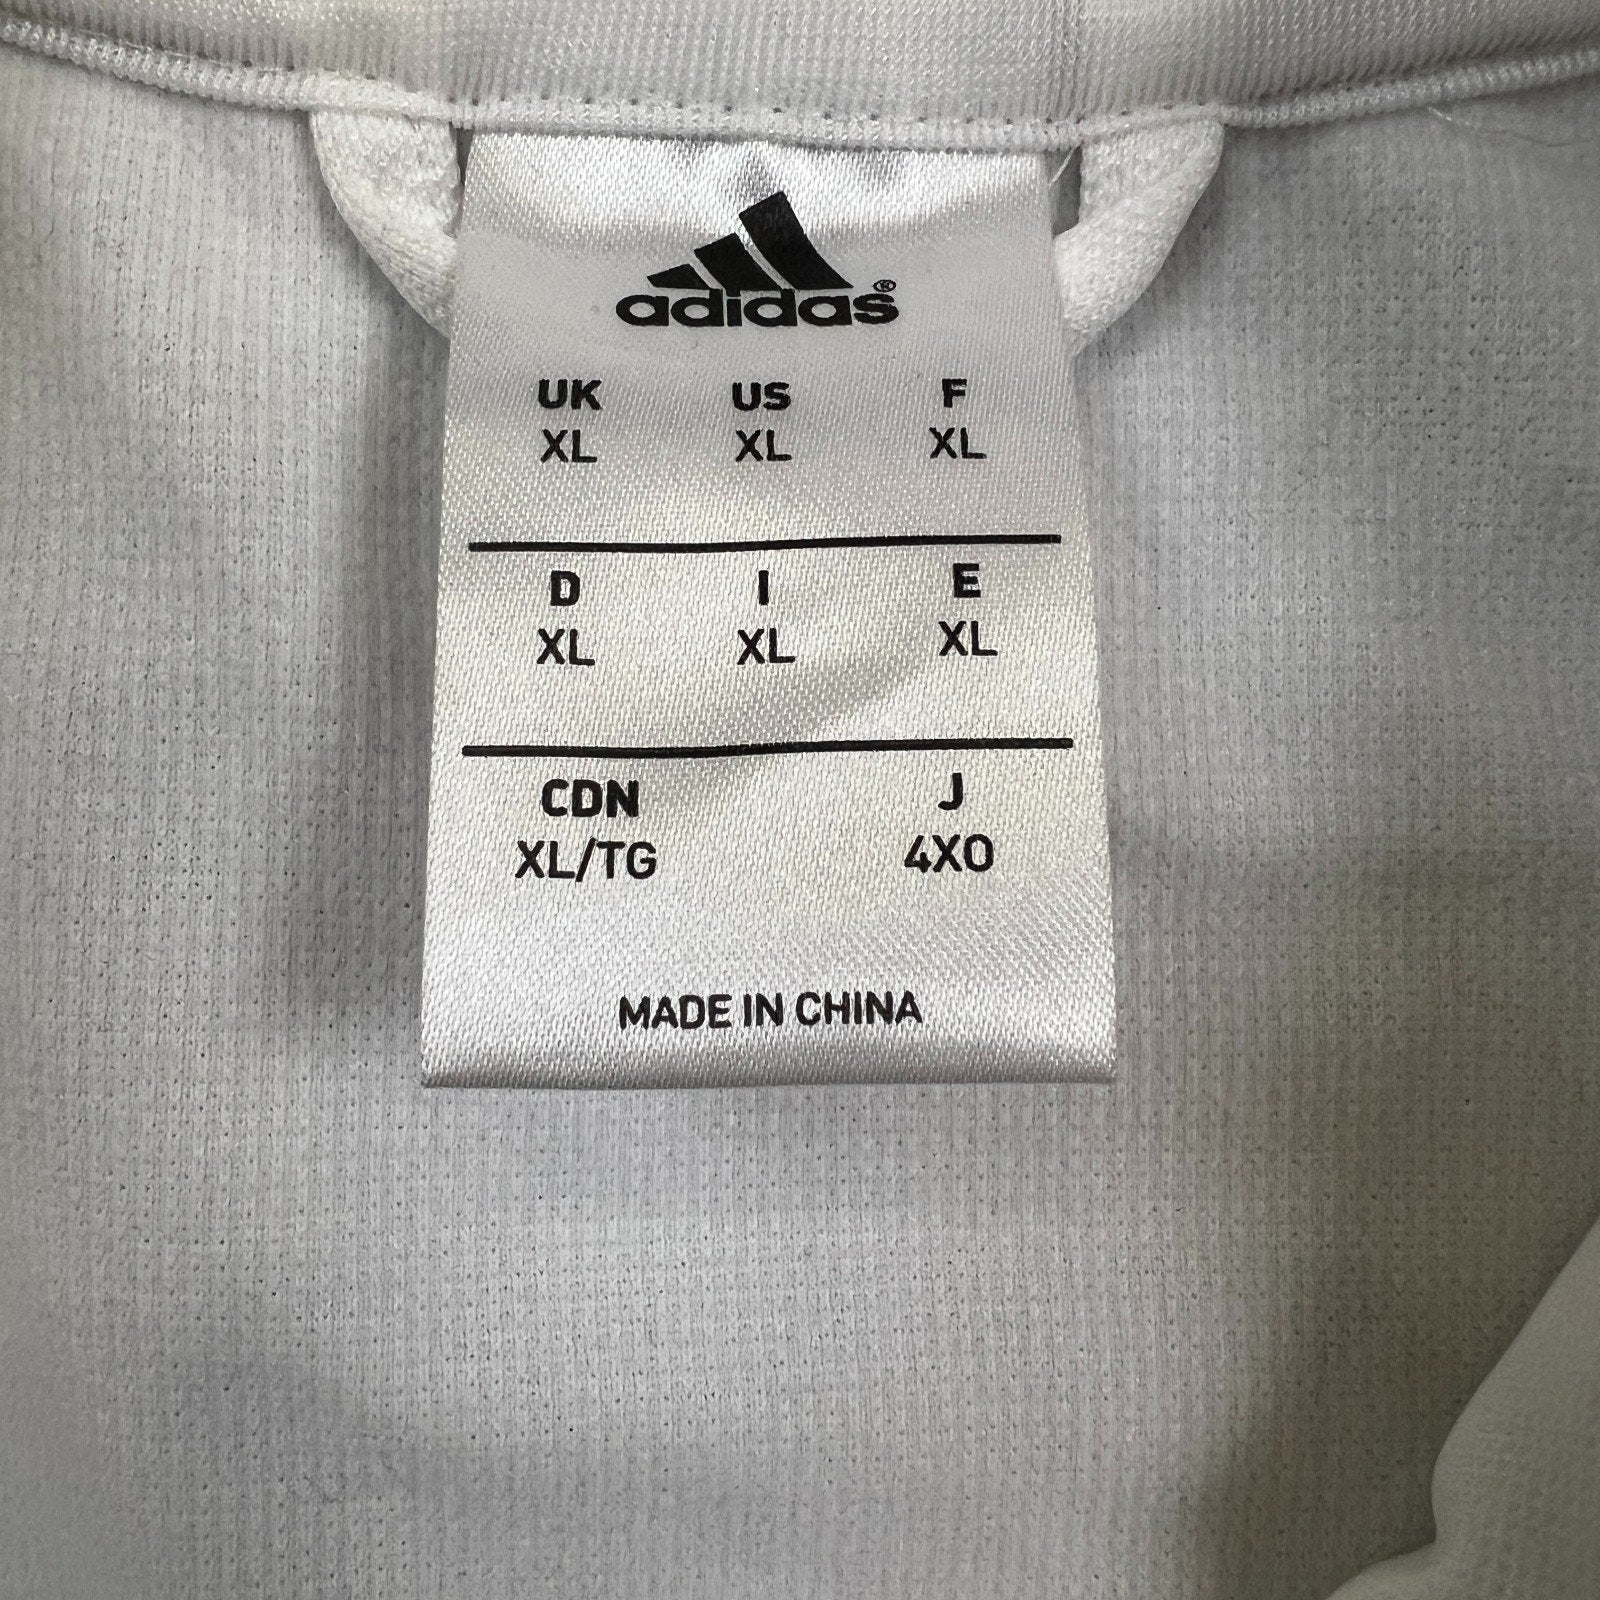 adidas®
UK US F
XL XL XL
D I E
XL XL XL
CDN J
XL/TG 4XO
MADE IN CHINA